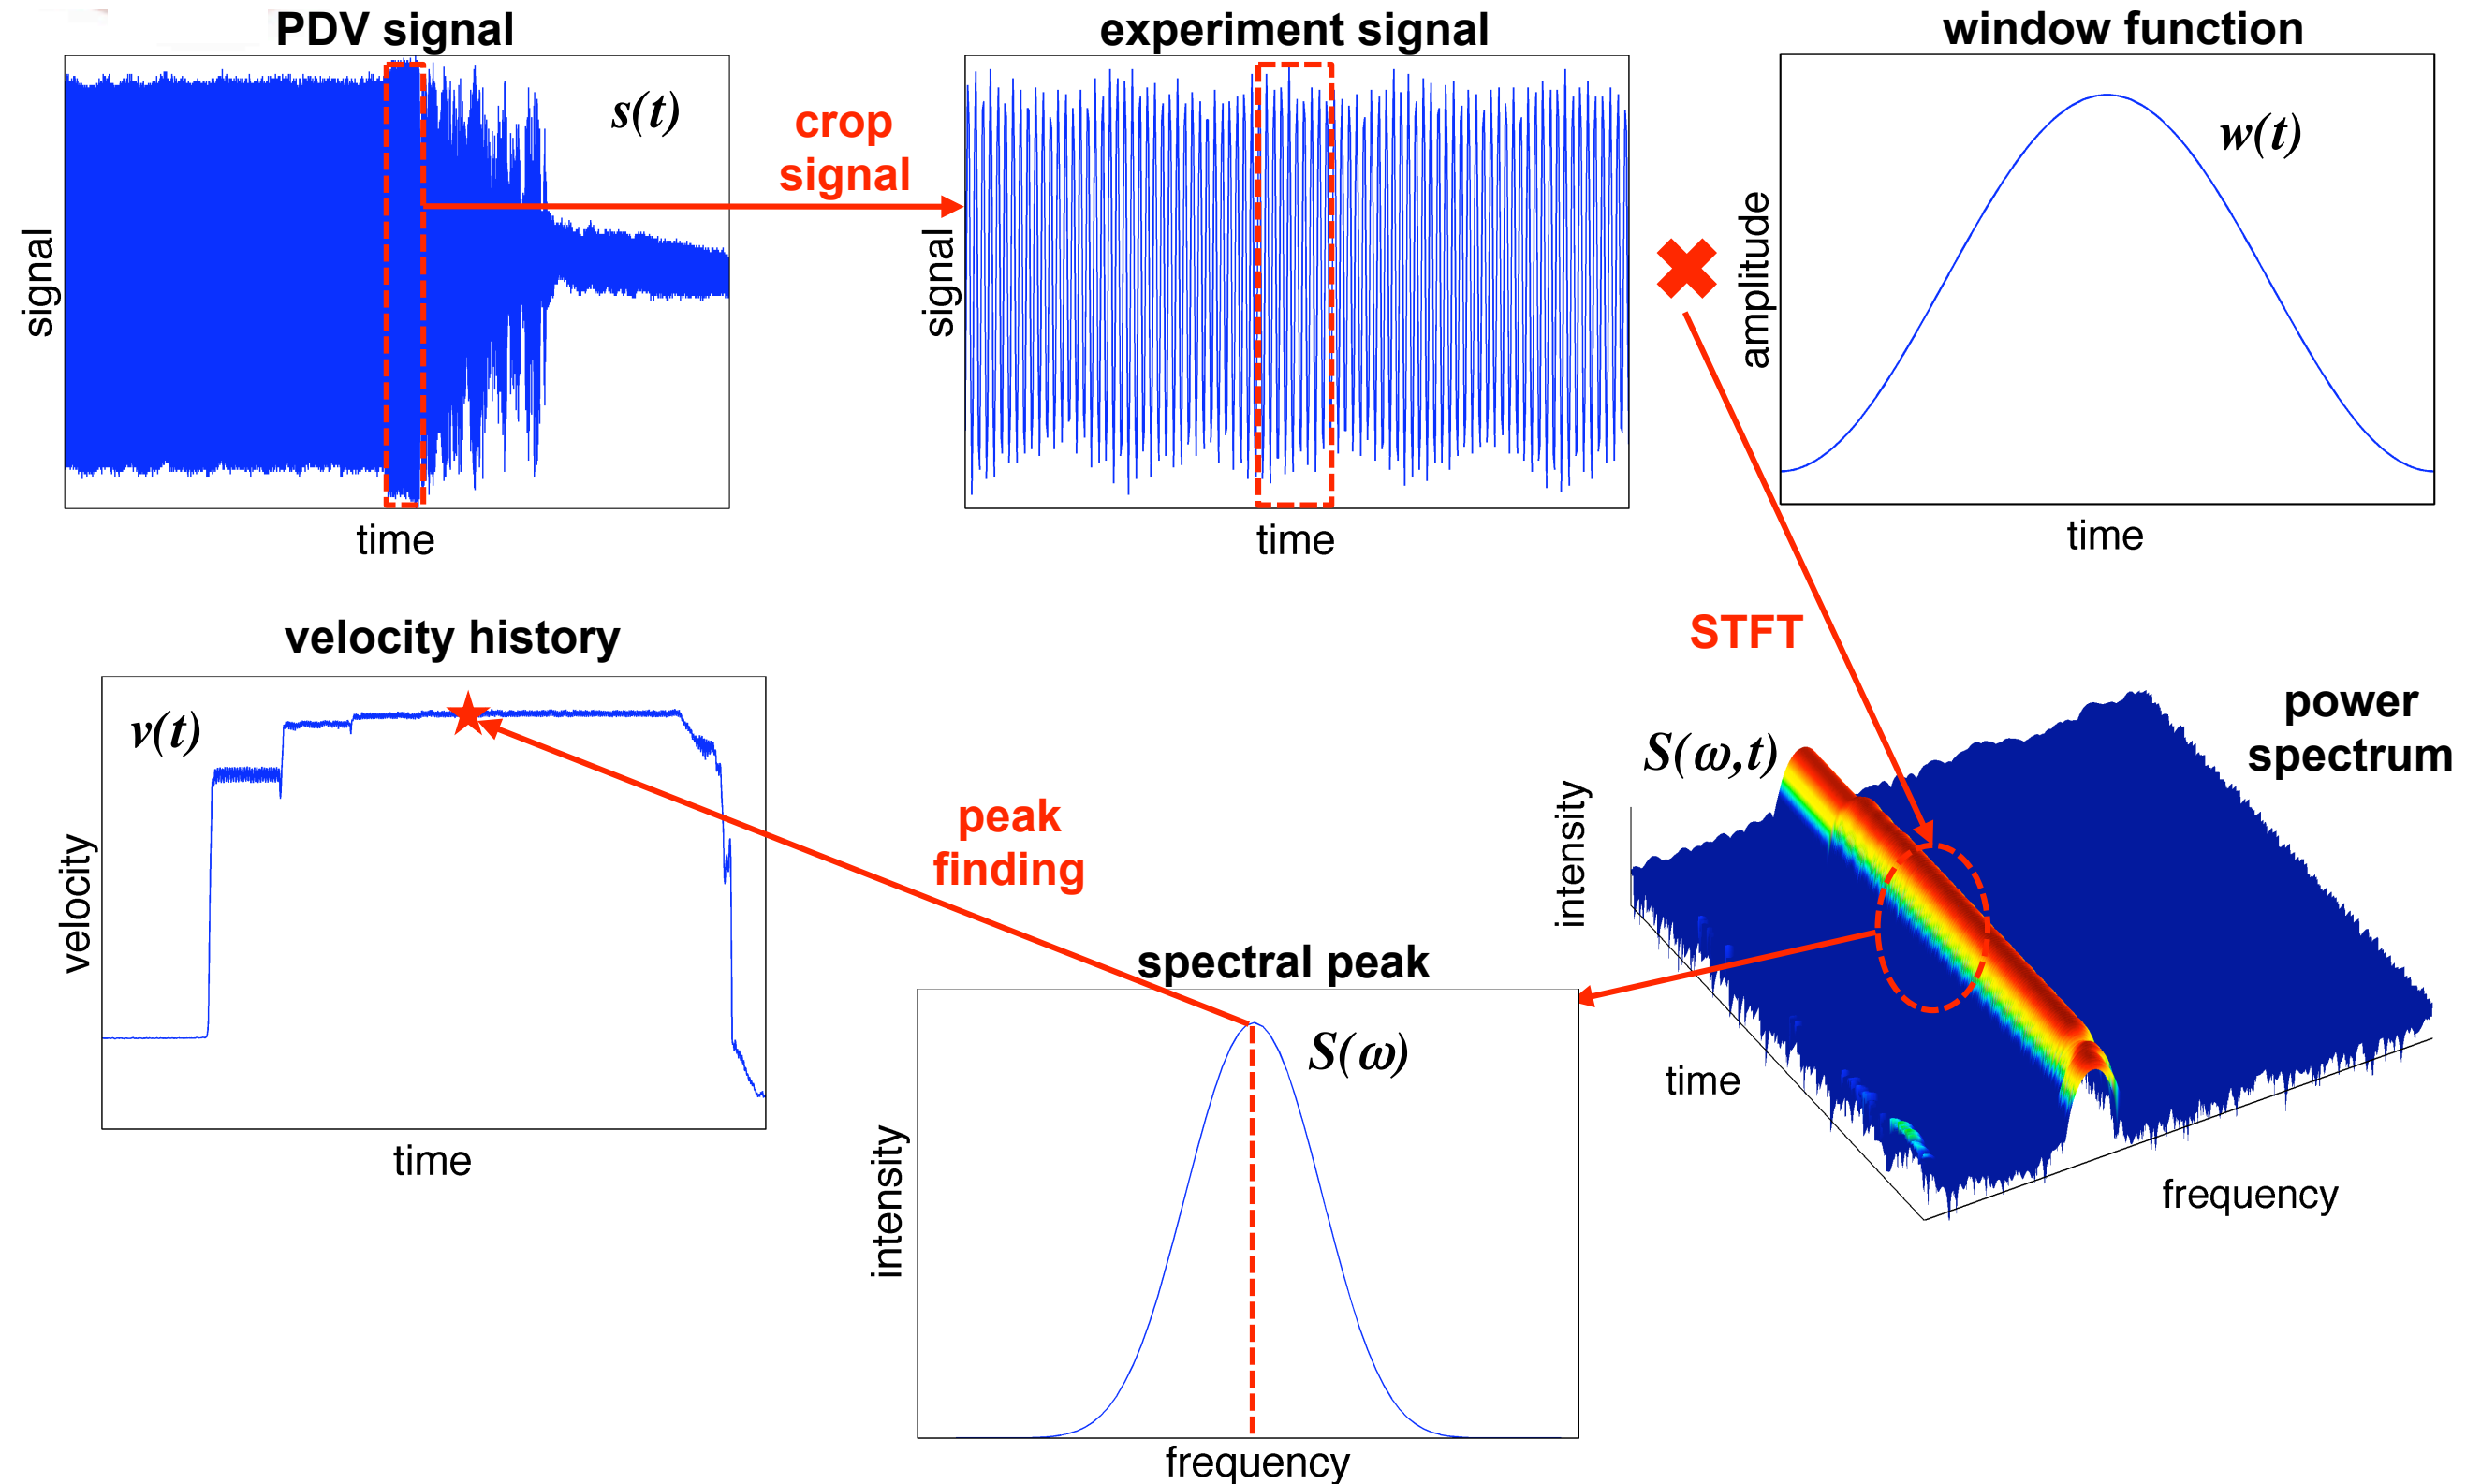 PDV signal
s(t)
signal
time
crop
signal
experiment signal
signal
time
window function
w(t)
amplitude
time
STFT
velocity history
v(t)
velocity
time
peak
finding
spectral peak
S(ω)
intensity
frequency
power
spectrum
S(ω,t)
intensity
time
frequency